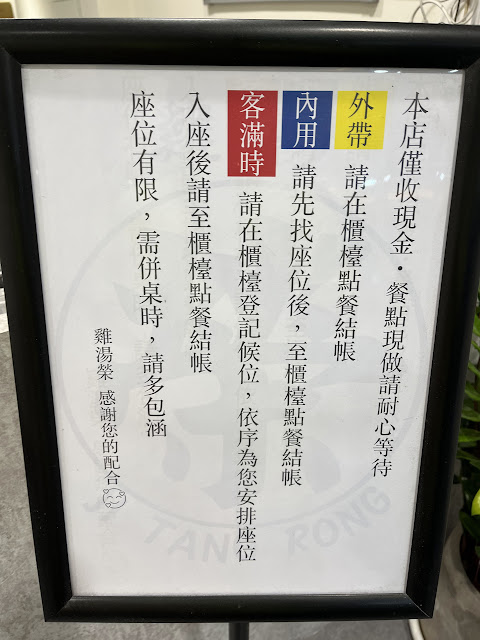 本店僅收現金・餐點現做請耐心等待
外帶 請在櫃檯點餐結帳
內用 請先找座位後，至櫃檯點餐結帳
客滿時 請在櫃檯登記候位，依序為您安排座位
入座後請至櫃檯點餐結帳
座位有限，需併桌時，請多包涵
雞湯榮 感謝您的配合
TANG RONG